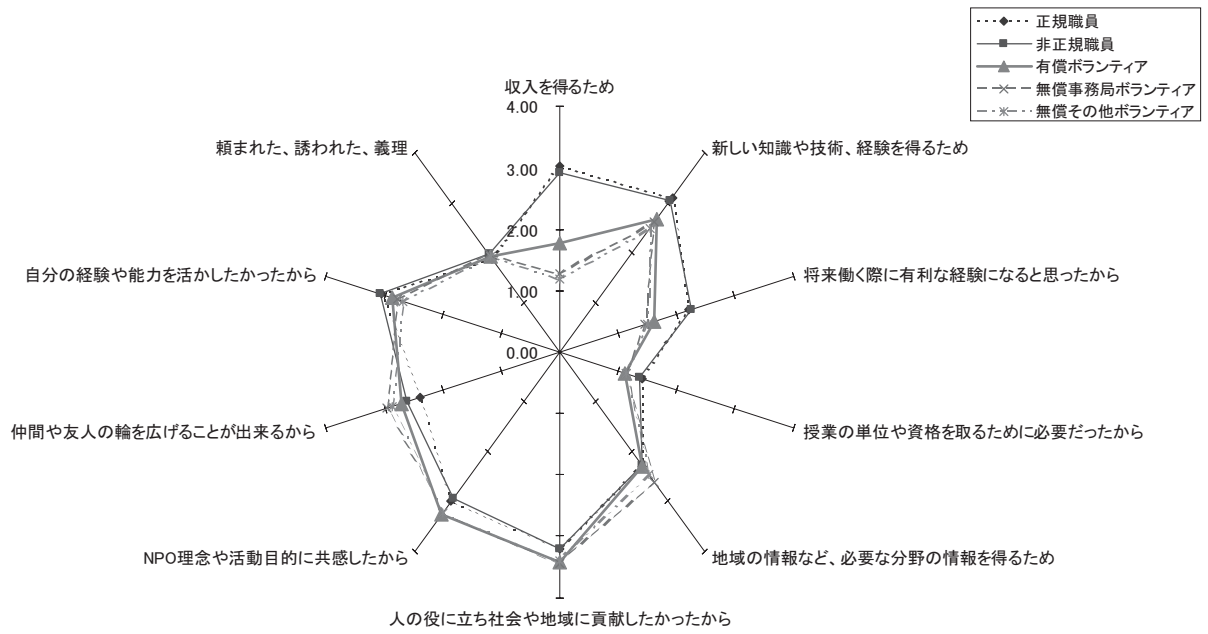 正規職員
非正規職員
有償ボランティア
無償事務局ボランティア
無償その他ボランティア
収入を得るため
4.00
3.00
2.00
1.00
0.00
頼まれた、誘われた、義理
新しい知識や技術、経験を得るため
自分の経験や能力を活かしたかったから
将来働く際に有利な経験になると思ったから
仲間や友人の輪を広げることが出来るから
授業の単位や資格を取るために必要だったから
NPO理念や活動目的に共感したから
地域の情報など、必要な分野の情報を得るため
人の役に立ち社会や地域に貢献したかったから